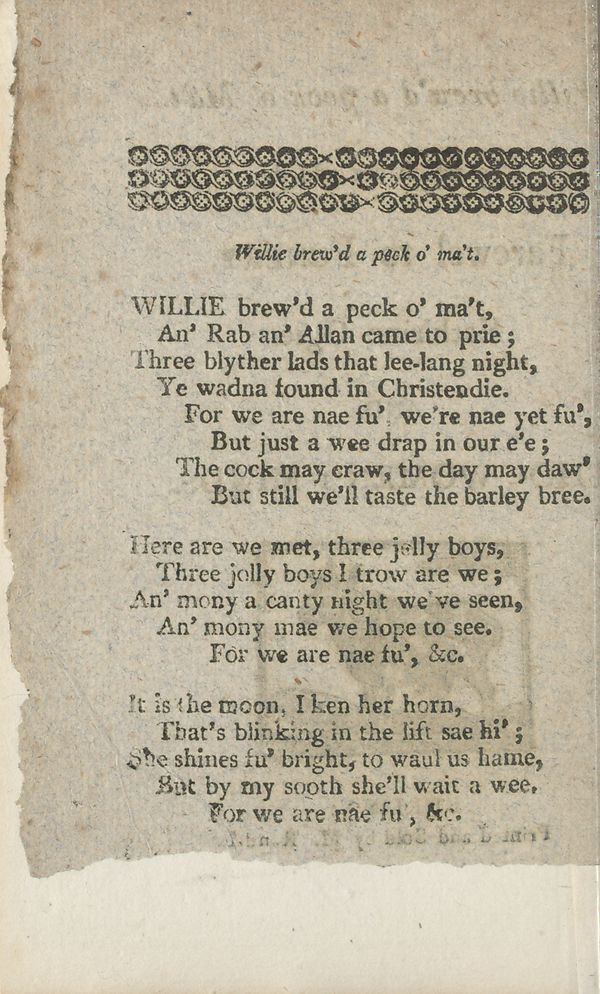 Willie brew'd a peck o' ma't.
WILLIE brew'd a peck o' ma't,
An' Rab an' Allan came to prie ;
Three blyther lads that lee-lang night,
Ye wadna found in Christendie.
For we are nae fu', we're nae yet fu',
But just a wee drap in our e'e ;
The cock may craw, the day may daw'
But still we'll taste the barley bree.
Here are we met, three jolly boys,
Three jolly boys I trow are we ;
An' mony a canty night we've seen,
An' mony mae we hope to see.
For we are nae fu', &c.
It is the moon, I ken her horn,
That's blinking in the lift sae hi' ;
She shines fu' bright, to waul us hame,
But by my sooth she'll wait a wee.
For we are nae fu', &c.